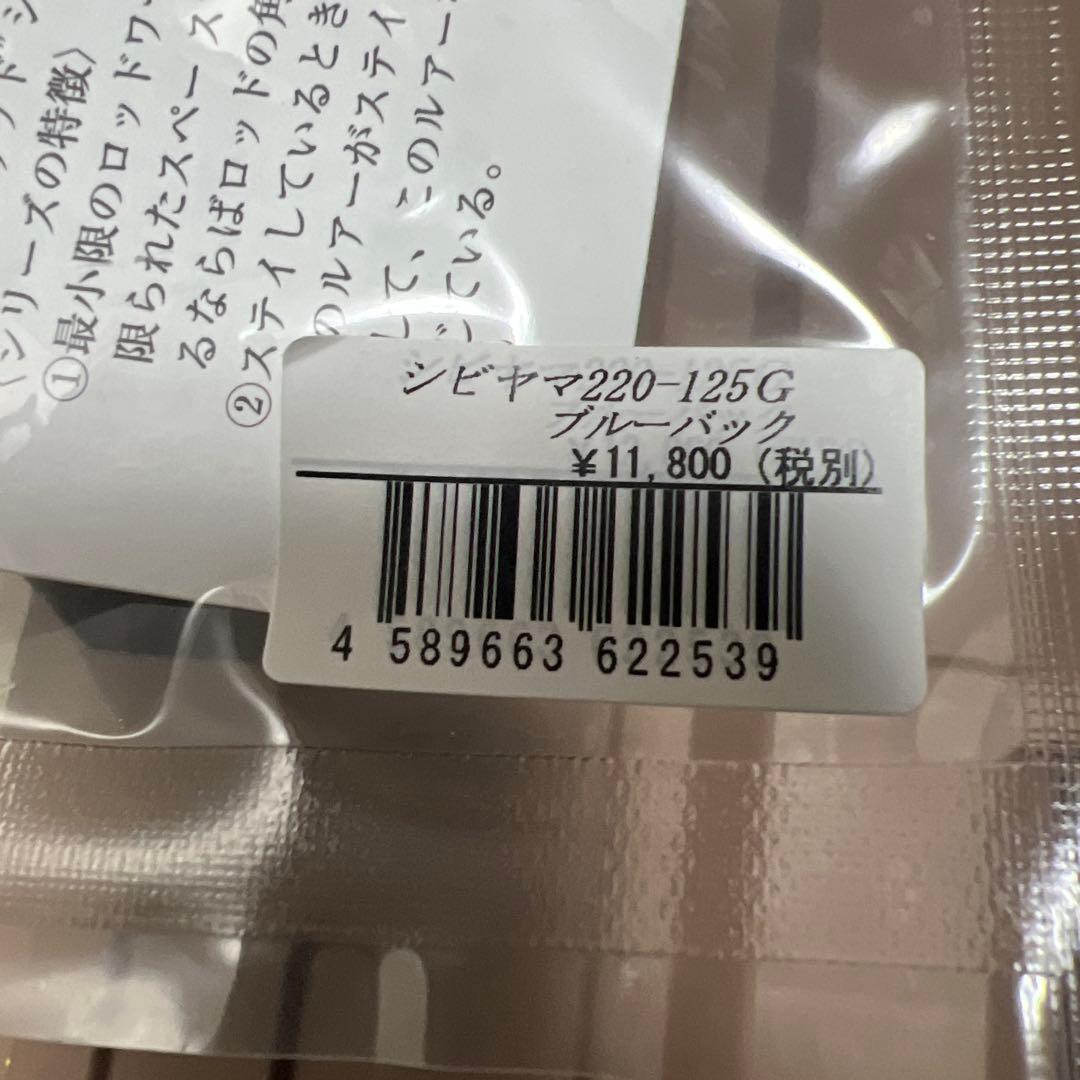 シリーズの特徴〉
①最小限のロッドワ
限られたスペース
るならばロッドの角
②ステイしているとき
のルアーがステイ
して、このルアー
ている。
シビヤマ220-125G
ブルーバック
¥11,800（税別）
4 589663 622539